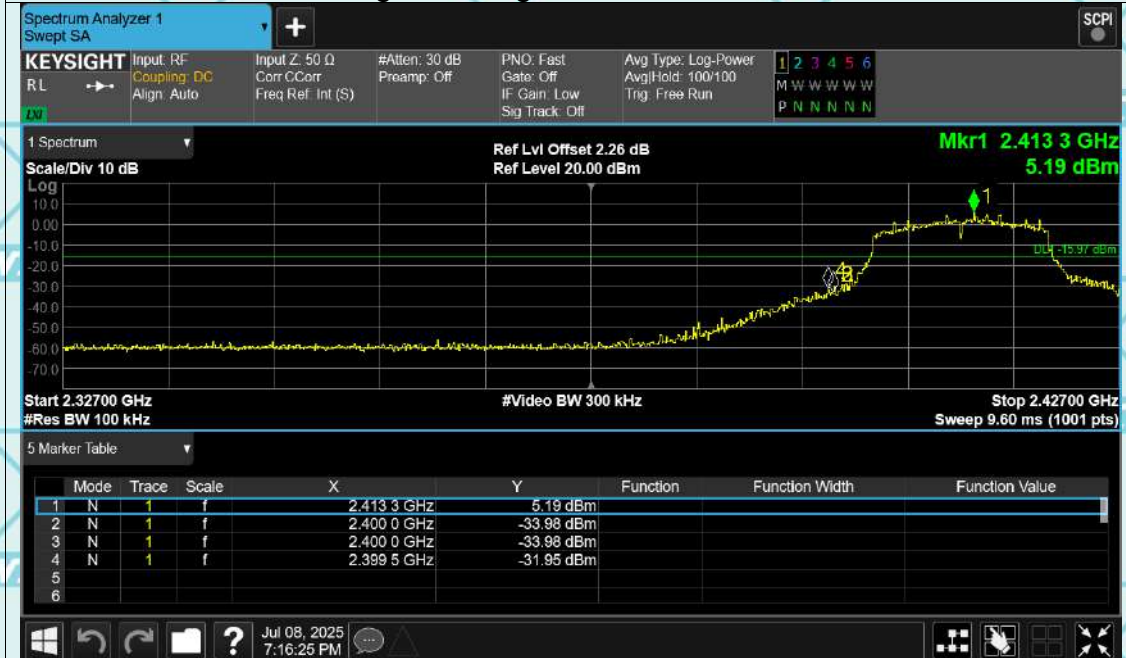 Spectrum Analyzer 1
Swept SA
SCPI
KEYSIGHT
RL
LXI
Input: RF
Coupling: DC
Align: Auto
Input Z: 50 Ω
Corr CCorr
Freq Ref: Int (S)
#Atten: 30 dB
Preamp: Off
PNO: Fast
Gate: Off
IF Gain: Low
Sig Track: Off
Avg Type: Log-Power
Avg|Hold: 100/100
Trig: Free Run
1 2 3 4 5 6
M W W W W W
P N N N N N
1 Spectrum
Scale/Div 10 dB
Ref Lvl Offset 2.26 dB
Ref Level 20.00 dBm
Mkr1 2.413 3 GHz
5.19 dBm
Log
10.0
0.00
-10.0
-20.0
-30.0
-40.0
-50.0
-60.0
-70.0
1
DL1 -15.97 dBm
Start 2.32700 GHz
#Res BW 100 kHz
#Video BW 300 kHz
Stop 2.42700 GHz
Sweep 9.60 ms (1001 pts)
5 Marker Table
Mode Trace Scale X Y Function Function Width Function Value
1 N 1 f 2.413 3 GHz 5.19 dBm
2 N 1 f 2.400 0 GHz -33.98 dBm
3 N 1 f 2.400 0 GHz -33.98 dBm
4 N 1 f 2.399 5 GHz -31.95 dBm
5
6
Jul 08, 2025
7:16:25 PM